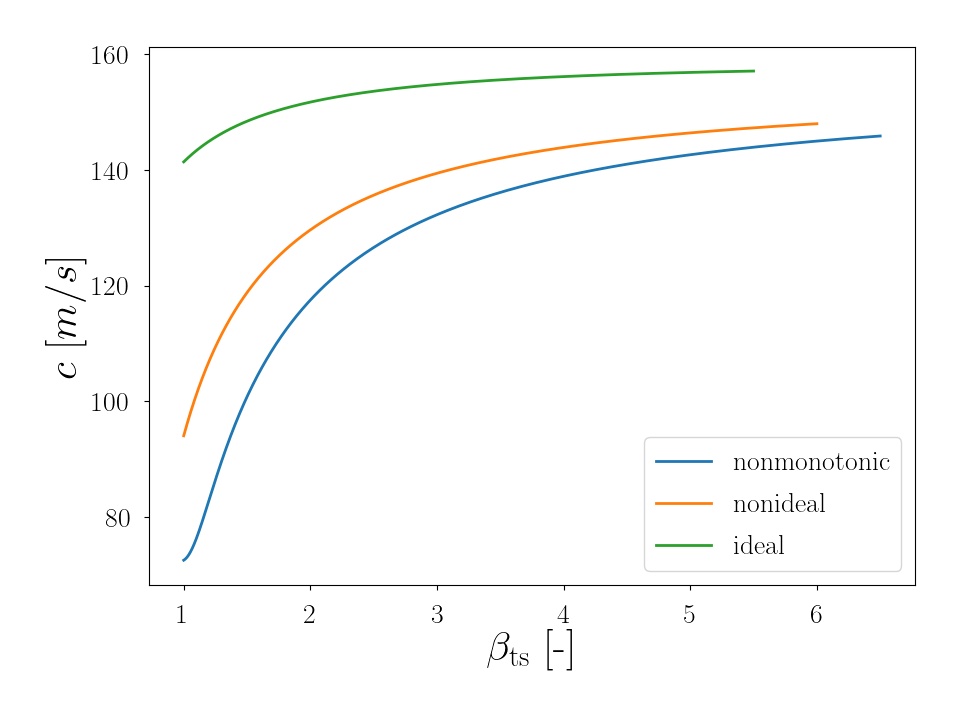 160
140
120
100
80
c [m/s]
1 2 3 4 5 6
β_ts [-]
nonmonotonic
nonideal
ideal